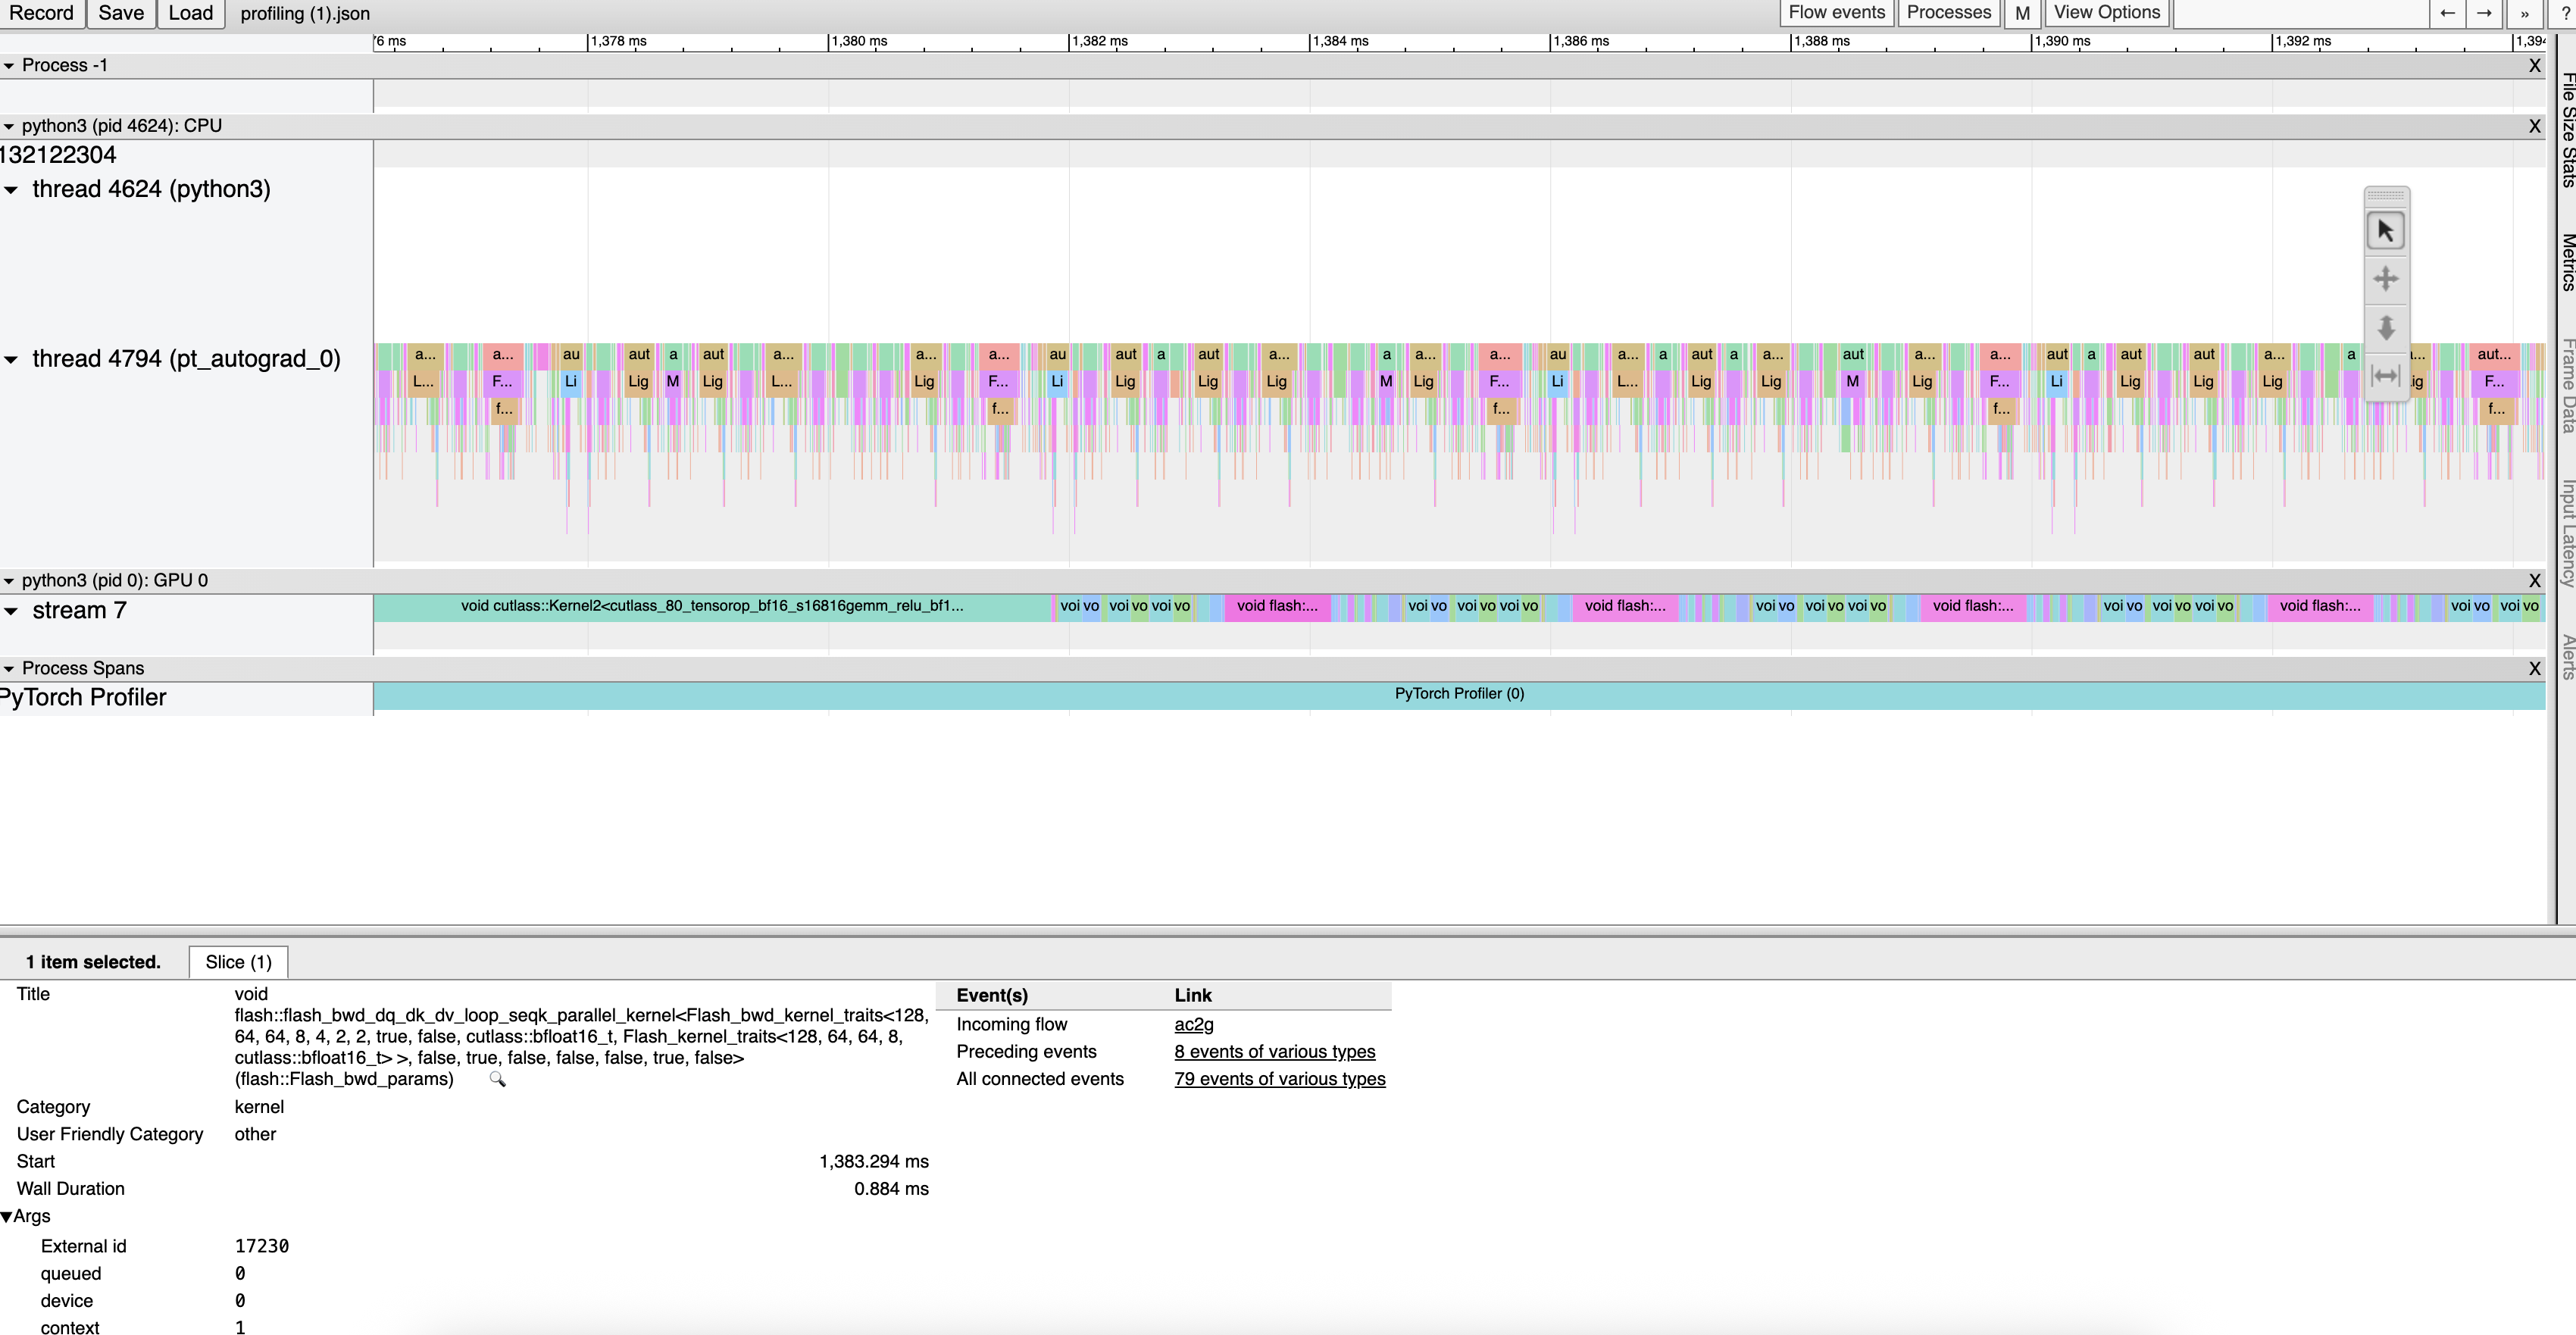 Record Save Load profiling (1).json Flow events Processes M View Options ← → » ?
6 ms 1,378 ms 1,380 ms 1,382 ms 1,384 ms 1,386 ms 1,388 ms 1,390 ms 1,392 ms 1,394
Process -1 X
python3 (pid 4624): CPU X
132122304
thread 4624 (python3)
thread 4794 (pt_autograd_0)
a... a... au aut a aut a... a... a... au aut a aut a... a a... a... au a... a aut a a... aut a... a... aut a aut aut a... a a... aut...
L... F... Li Lig M Lig L... Lig F... Li Lig Lig Lig M Lig F... Li L... Lig Lig M Lig F... Li Lig Lig Lig ig F...
f... f... f... f... f...
python3 (pid 0): GPU 0 X
stream 7
void cutlass::Kernel2<cutlass_80_tensorop_bf16_s16816gemm_relu_bf1... voi vo voi vo voi vo void flash:... voi vo voi vo voi vo void flash:... voi vo voi vo voi vo void flash:... voi vo voi vo voi vo void flash:... voi vo voi vo
Process Spans X
PyTorch Profiler
PyTorch Profiler (0)
File Size Stats
Metrics
Frame Data
Input Latency
Alerts
1 item selected. Slice (1)
Title void
flash::flash_bwd_dq_dk_dv_loop_seqk_parallel_kernel<Flash_bwd_kernel_traits<128,
64, 64, 8, 4, 2, 2, true, false, cutlass::bfloat16_t, Flash_kernel_traits<128, 64, 64, 8,
cutlass::bfloat16_t> >, false, true, false, false, false, true, false>
(flash::Flash_bwd_params)
Category kernel
User Friendly Category other
Start 1,383.294 ms
Wall Duration 0.884 ms
Args
External id 17230
queued 0
device 0
context 1
Event(s) Link
Incoming flow ac2g
Preceding events 8 events of various types
All connected events 79 events of various types